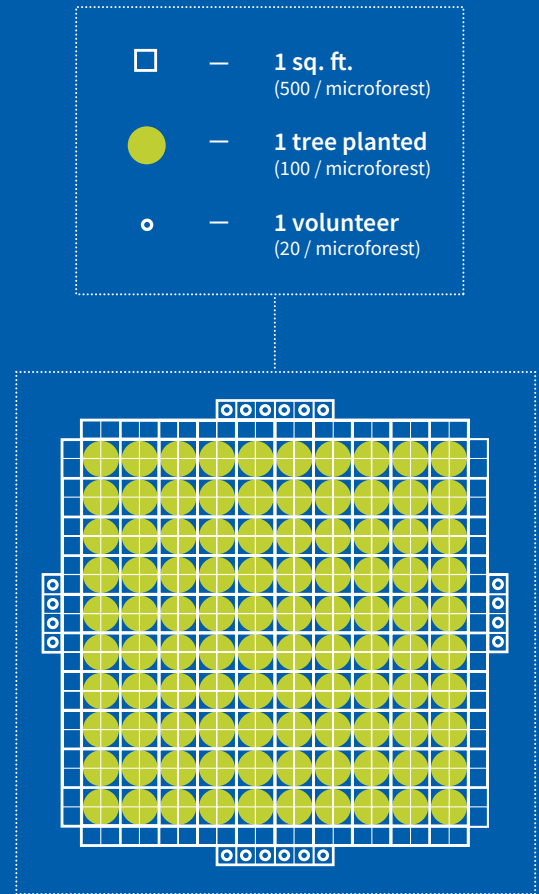 — 1 sq. ft.
(500 / microforest)
— 1 tree planted
(100 / microforest)
— 1 volunteer
(20 / microforest)